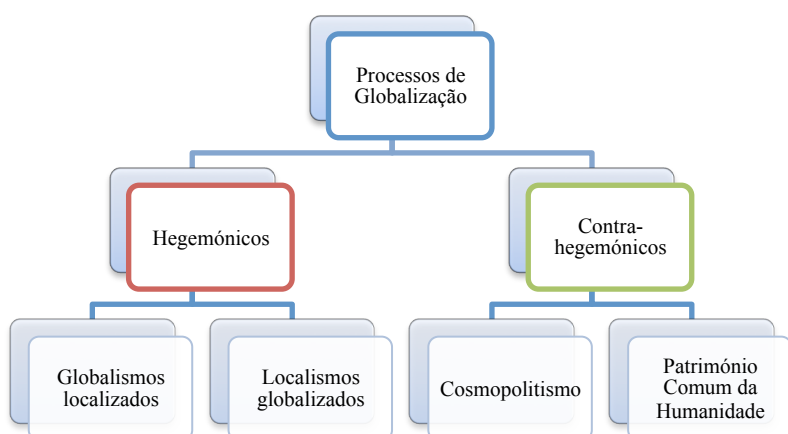 Processos de
Globalização
Hegemónicos
Contra-
hegemónicos
Globalismos
localizados
Localismos
globalizados
Cosmopolitismo
Património
Comum da
Humanidade